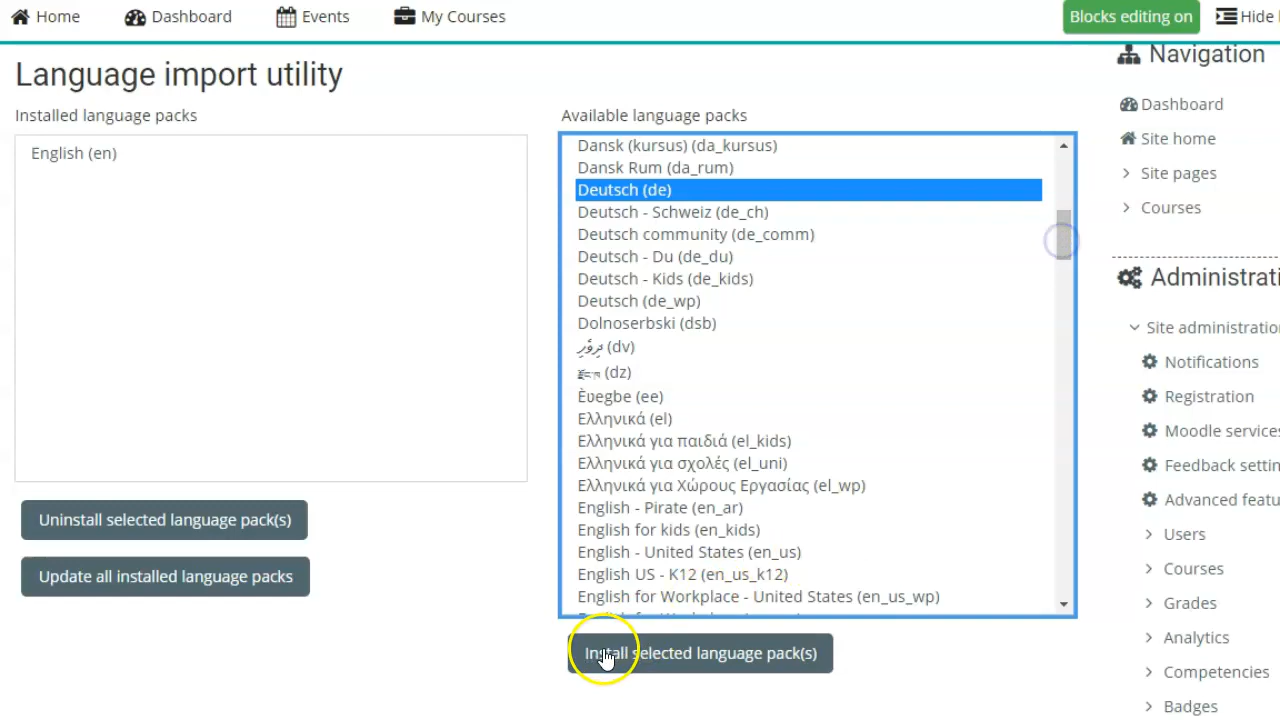 Home
Dashboard
Events
My Courses
Blocks editing on
Hide
Language import utility
Installed language packs
English (en)
Uninstall selected language pack(s)
Update all installed language packs
Available language packs
Dansk (kursus) (da_kursus)
Dansk Rum (da_rum)
Deutsch (de)
Deutsch - Schweiz (de_ch)
Deutsch community (de_comm)
Deutsch - Du (de_du)
Deutsch - Kids (de_kids)
Deutsch (de_wp)
Dolnoserbski (dsb)
ދިވެހި (dv)
རྫོང་ཁ (dz)
Èʋegbe (ee)
Ελληνικά (el)
Ελληνικά για παιδιά (el_kids)
Ελληνικά για σχολές (el_uni)
Ελληνικά για Χώρους Εργασίας (el_wp)
English - Pirate (en_ar)
English for kids (en_kids)
English - United States (en_us)
English US - K12 (en_us_k12)
English for Workplace - United States (en_us_wp)
Install selected language pack(s)
Navigation
Dashboard
Site home
Site pages
Courses
Administrati
Site administratio
Notifications
Registration
Moodle services
Feedback settin
Advanced featu
Users
Courses
Grades
Analytics
Competencies
Badges